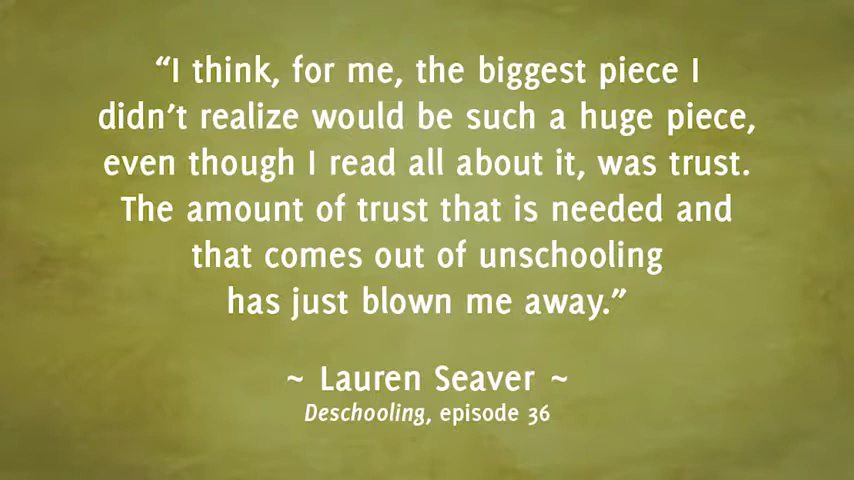 “I think, for me, the biggest piece I
didn’t realize would be such a huge piece,
even though I read all about it, was trust.
The amount of trust that is needed and
that comes out of unschooling
has just blown me away.”
~ Lauren Seaver ~
Deschooling, episode 36